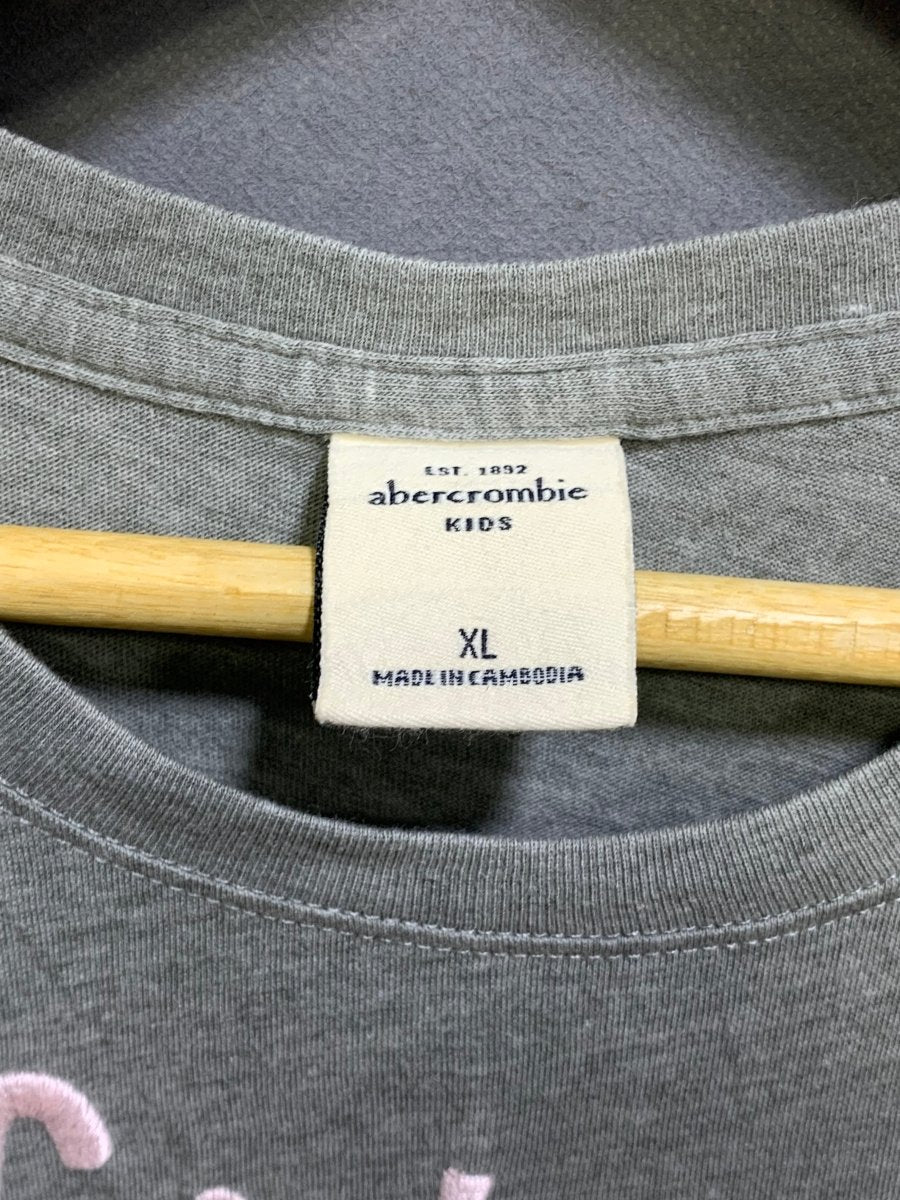 EST. 1892
abercrombie
KIDS
XL
MADE IN CAMBODIA